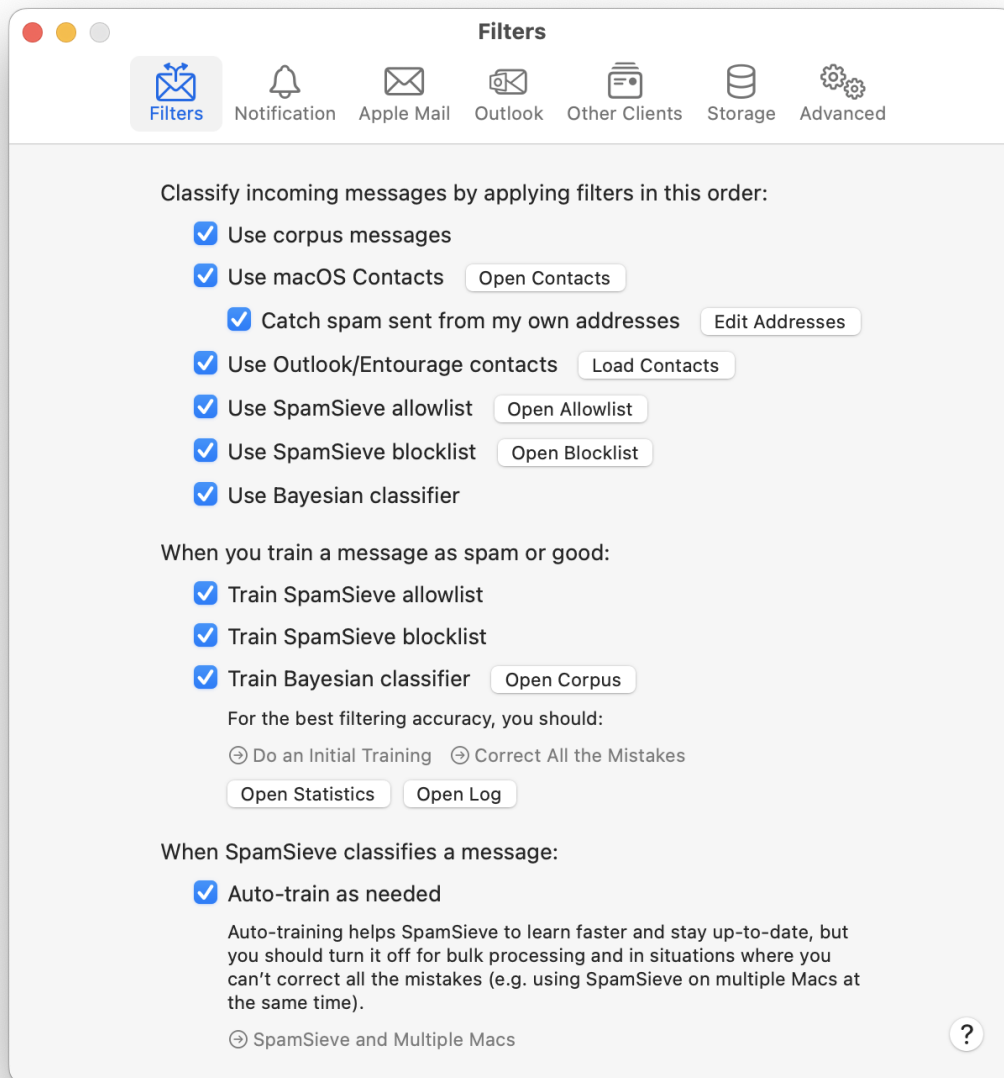 Filters
Filters Notification Apple Mail Outlook Other Clients Storage Advanced
Classify incoming messages by applying filters in this order:
Use corpus messages
Use macOS Contacts Open Contacts
Catch spam sent from my own addresses Edit Addresses
Use Outlook/Entourage contacts Load Contacts
Use SpamSieve allowlist Open Allowlist
Use SpamSieve blocklist Open Blocklist
Use Bayesian classifier
When you train a message as spam or good:
Train SpamSieve allowlist
Train SpamSieve blocklist
Train Bayesian classifier Open Corpus
For the best filtering accuracy, you should:
Do an Initial Training Correct All the Mistakes
Open Statistics Open Log
When SpamSieve classifies a message:
Auto-train as needed
Auto-training helps SpamSieve to learn faster and stay up-to-date, but
you should turn it off for bulk processing and in situations where you
can’t correct all the mistakes (e.g. using SpamSieve on multiple Macs at
the same time).
SpamSieve and Multiple Macs ?